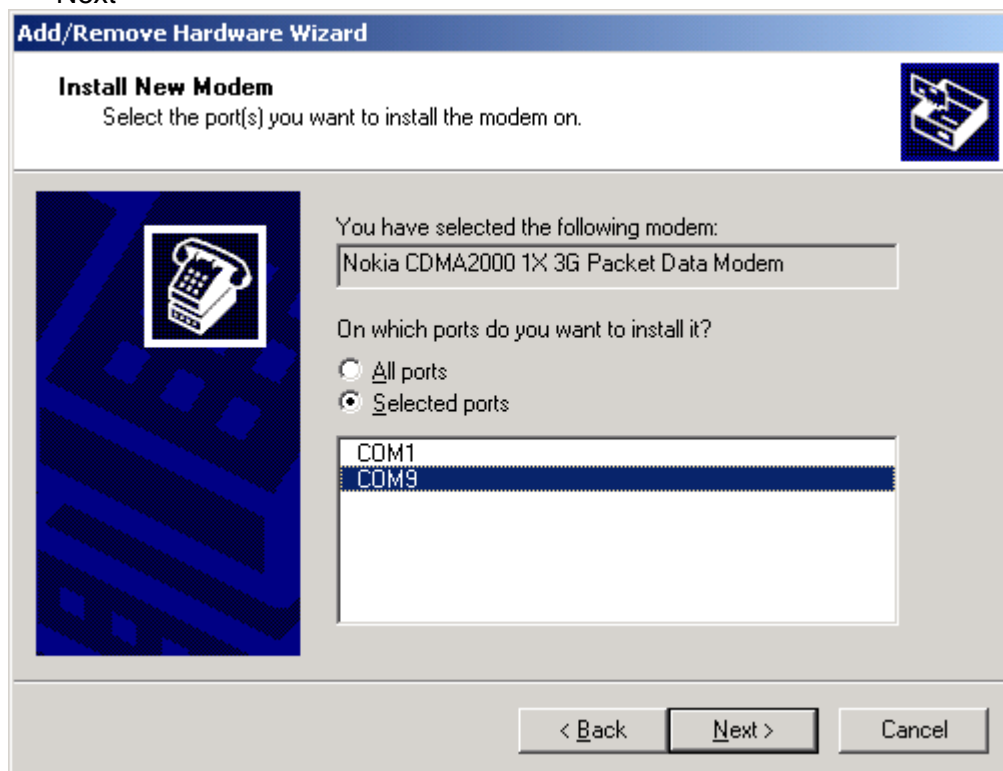 Next
Add/Remove Hardware Wizard
Install New Modem
Select the port(s) you want to install the modem on.
You have selected the following modem:
Nokia CDMA2000 1X 3G Packet Data Modem
On which ports do you want to install it?
All ports
Selected ports
COM1
COM9
< Back Next > Cancel